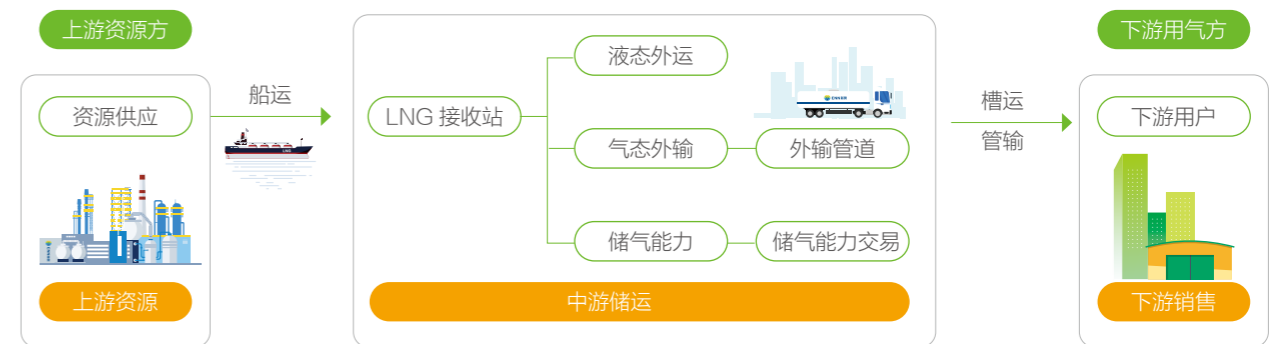 上游资源方
资源供应
上游资源
船运
LNG 接收站
液态外运
气态外输
外输管道
储气能力
储气能力交易
中游储运
槽运
管输
下游用气方
下游用户
下游销售